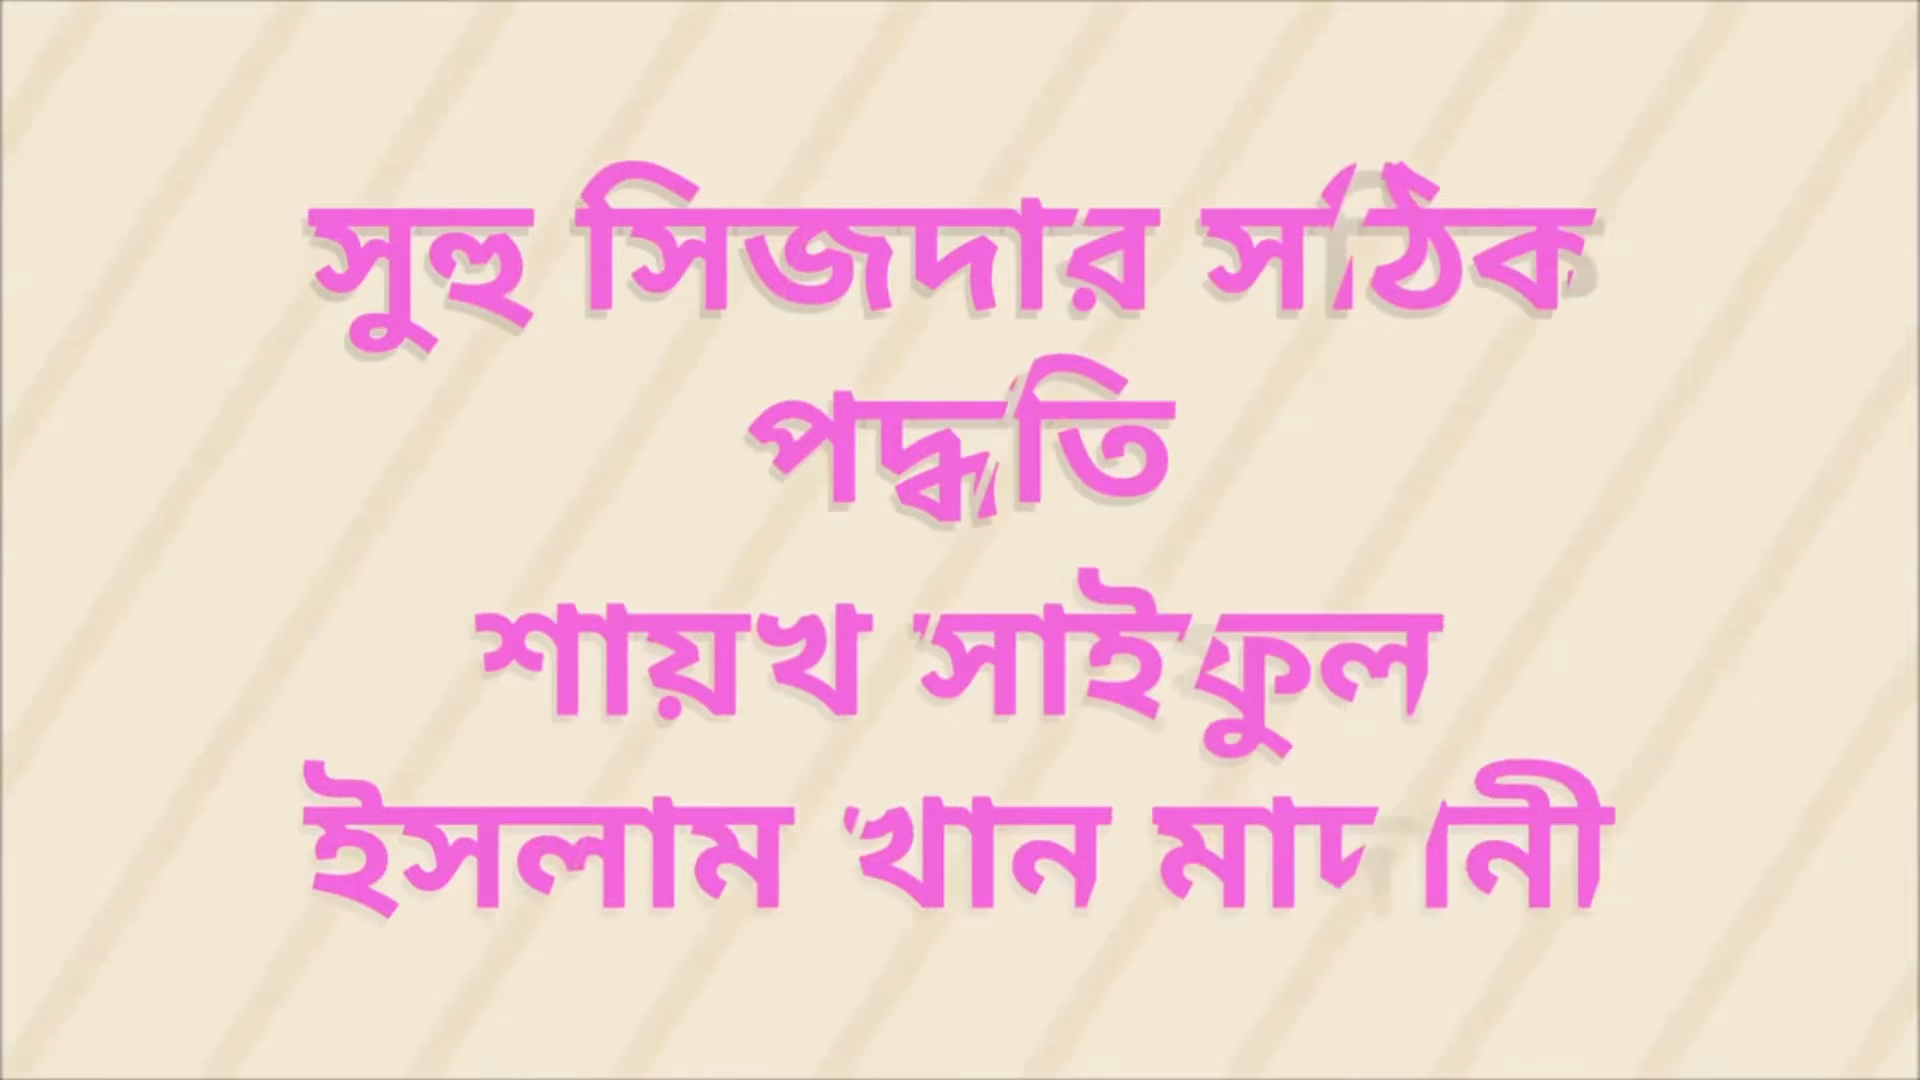 সুহু সিজদার সঠিক
পদ্ধতি
শায়খ সাইফুল
ইসলাম খান মাদানী